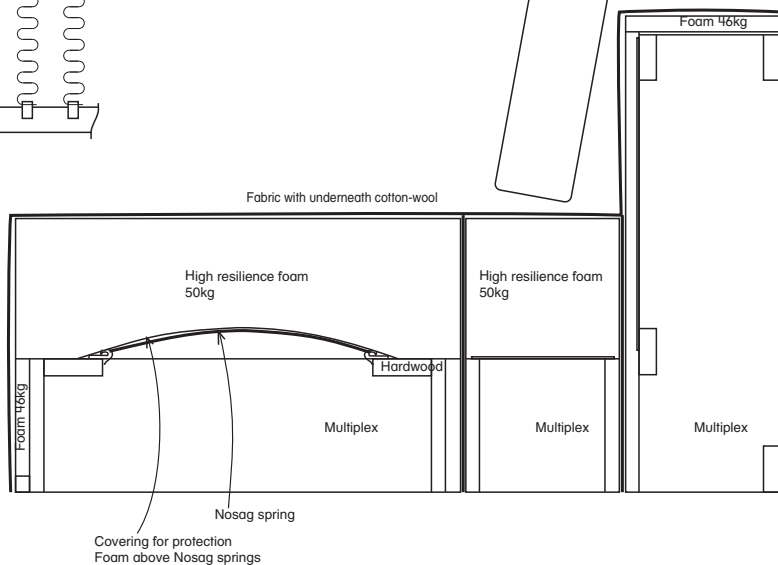 Foam 46kg
Fabric with underneath cotton-wool
High resilience foam
50kg
High resilience foam
50kg
Hardwood
Foam 46kg
Multiplex
Multiplex
Multiplex
Nosag spring
Covering for protection
Foam above Nosag springs